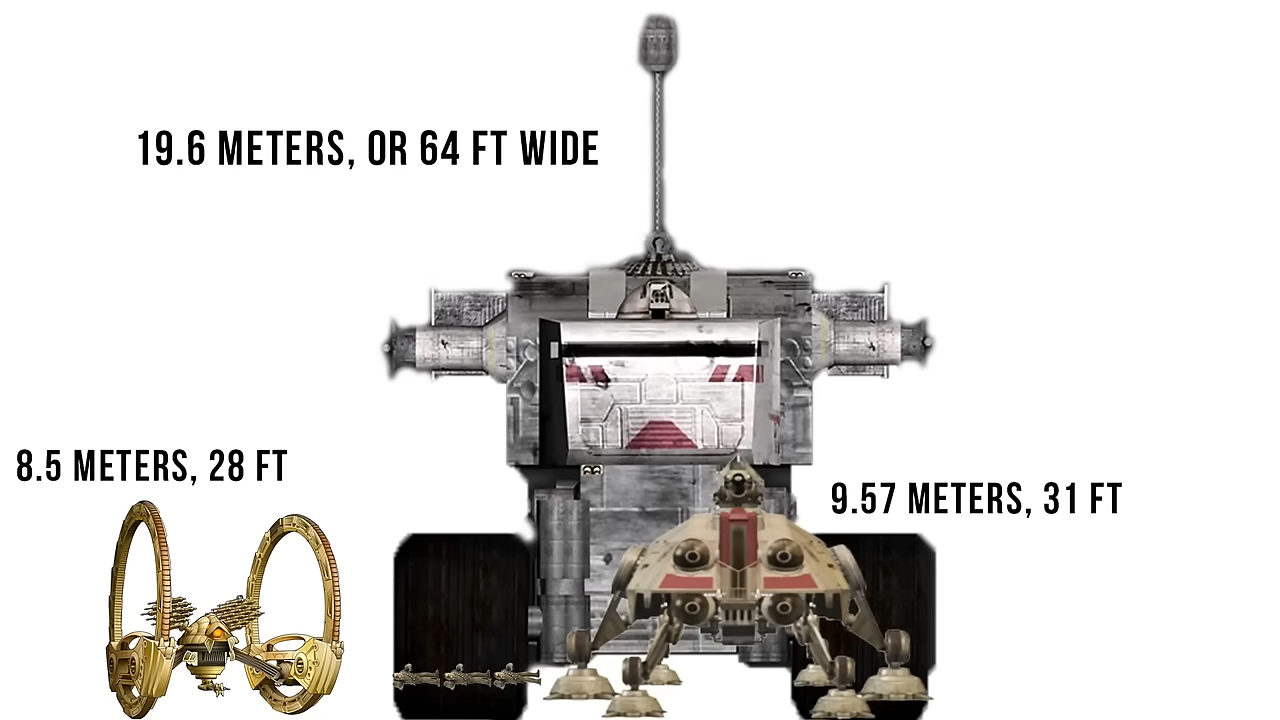 19.6 METERS, OR 64 FT WIDE
8.5 METERS, 28 FT
9.57 METERS, 31 FT